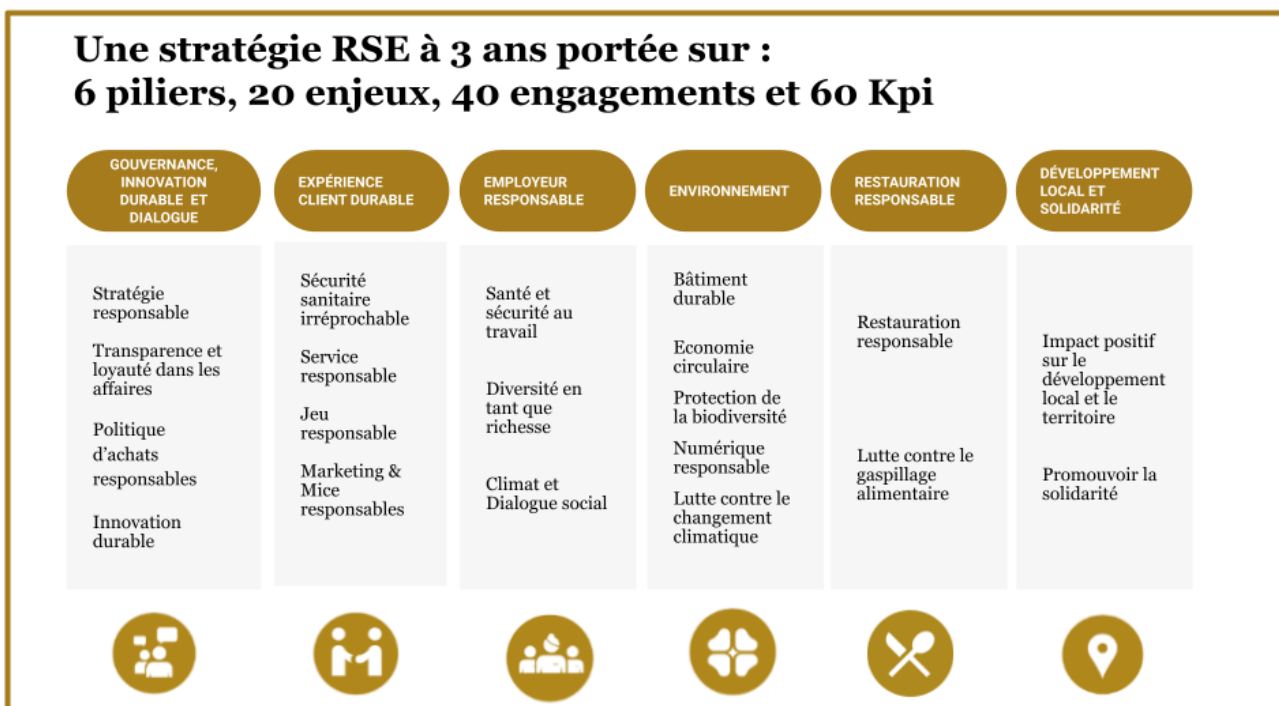 Une stratégie RSE à 3 ans portée sur :
6 piliers, 20 enjeux, 40 engagements et 60 Kpi
GOUVERNANCE,
INNOVATION
DURABLE ET
DIALOGUE
Stratégie
responsable
Transparence et
loyauté dans les
affaires
Politique
d'achats
responsables
Innovation
durable
EXPÉRIENCE
CLIENT DURABLE
Sécurité
sanitaire
irréprochable
Service
responsable
Jeu
responsable
Marketing &
Mice
responsables
EMPLOYEUR
RESPONSABLE
Santé et
sécurité au
travail
Diversité en
tant que
richesse
Climat et
Dialogue social
ENVIRONNEMENT
Bâtiment
durable
Economie
circulaire
Protection de
la biodiversité
Numérique
responsable
Lutte contre le
changement
climatique
RESTAURATION
RESPONSABLE
Restauration
responsable
Lutte contre le
gaspillage
alimentaire
DÉVELOPPEMENT
LOCAL ET
SOLIDARITÉ
Impact positif
sur le
développement
local et le
territoire
Promouvoir la
solidarité